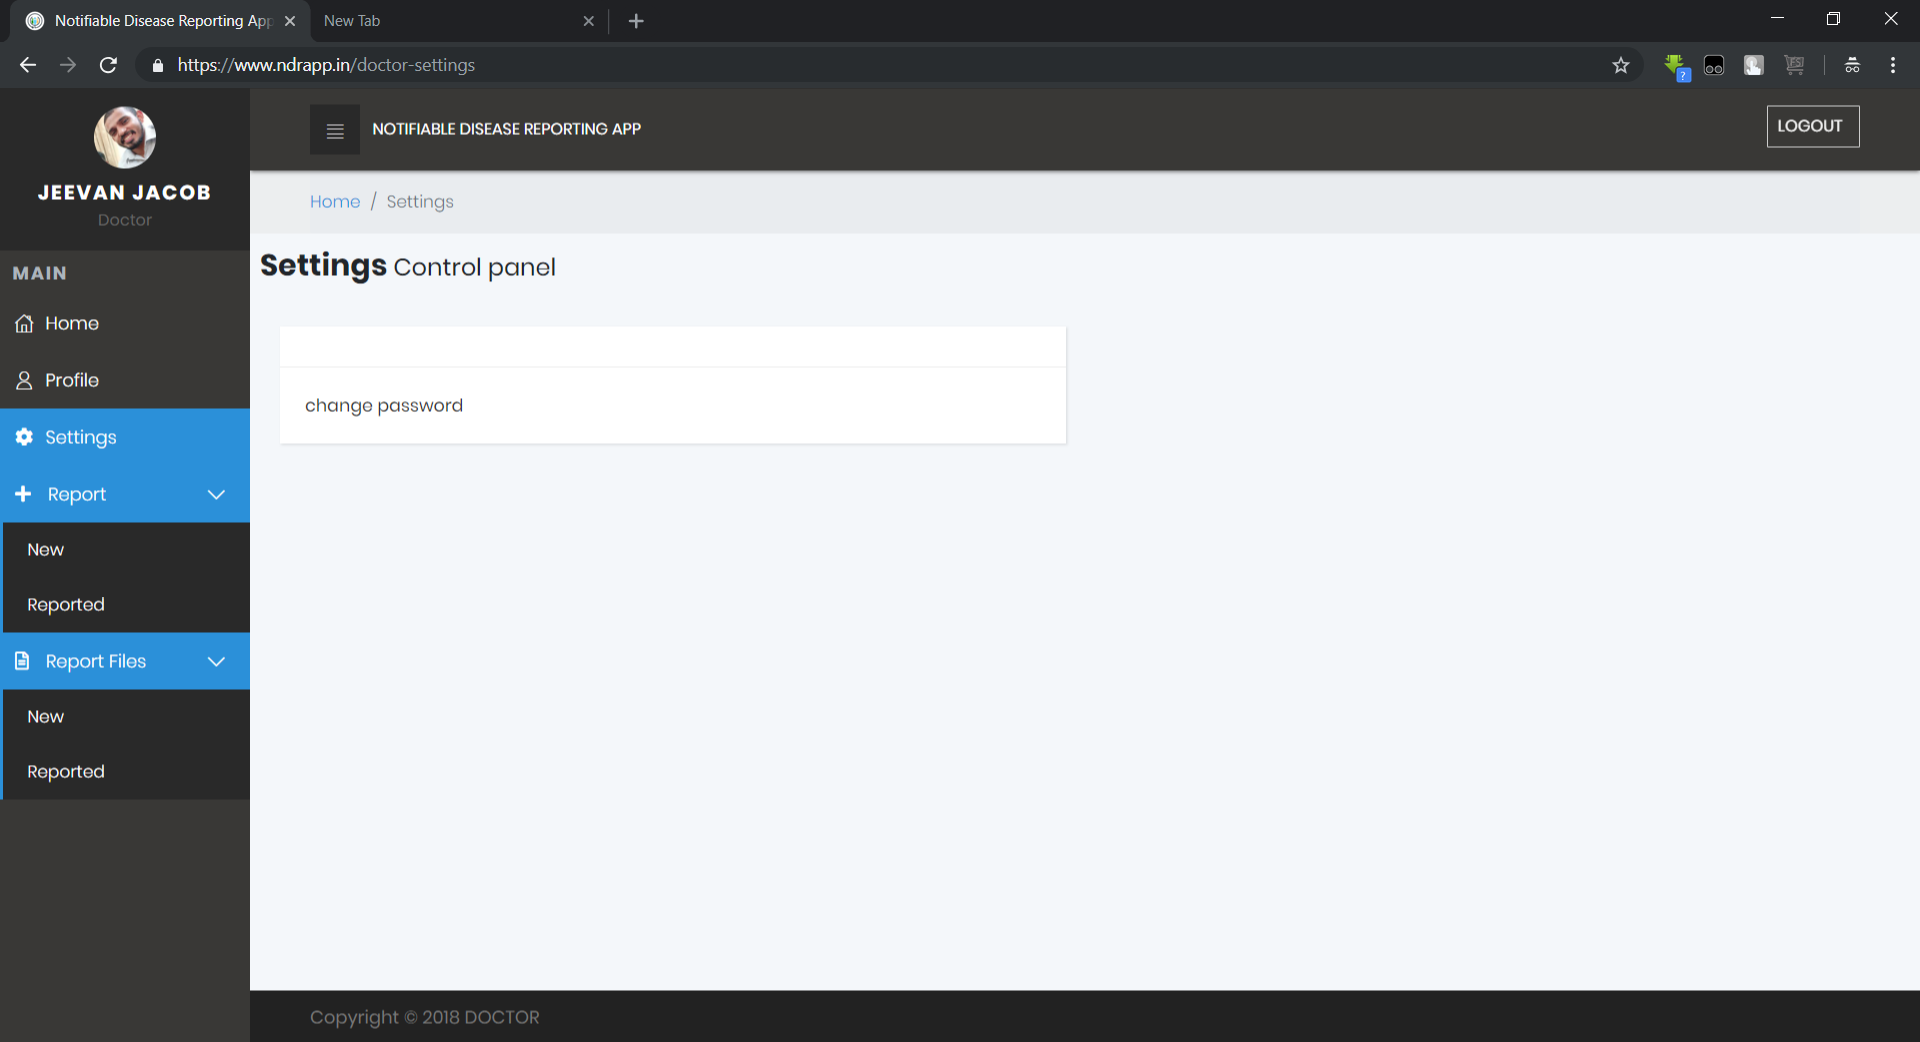 Notifiable Disease Reporting App
New Tab
https://www.ndrapp.in/doctor-settings
JEEVAN JACOB
Doctor
NOTIFIABLE DISEASE REPORTING APP
LOGOUT
Home / Settings
Settings Control panel
change password
MAIN
Home
Profile
Settings
Report
New
Reported
Report Files
New
Reported
Copyright © 2018 DOCTOR